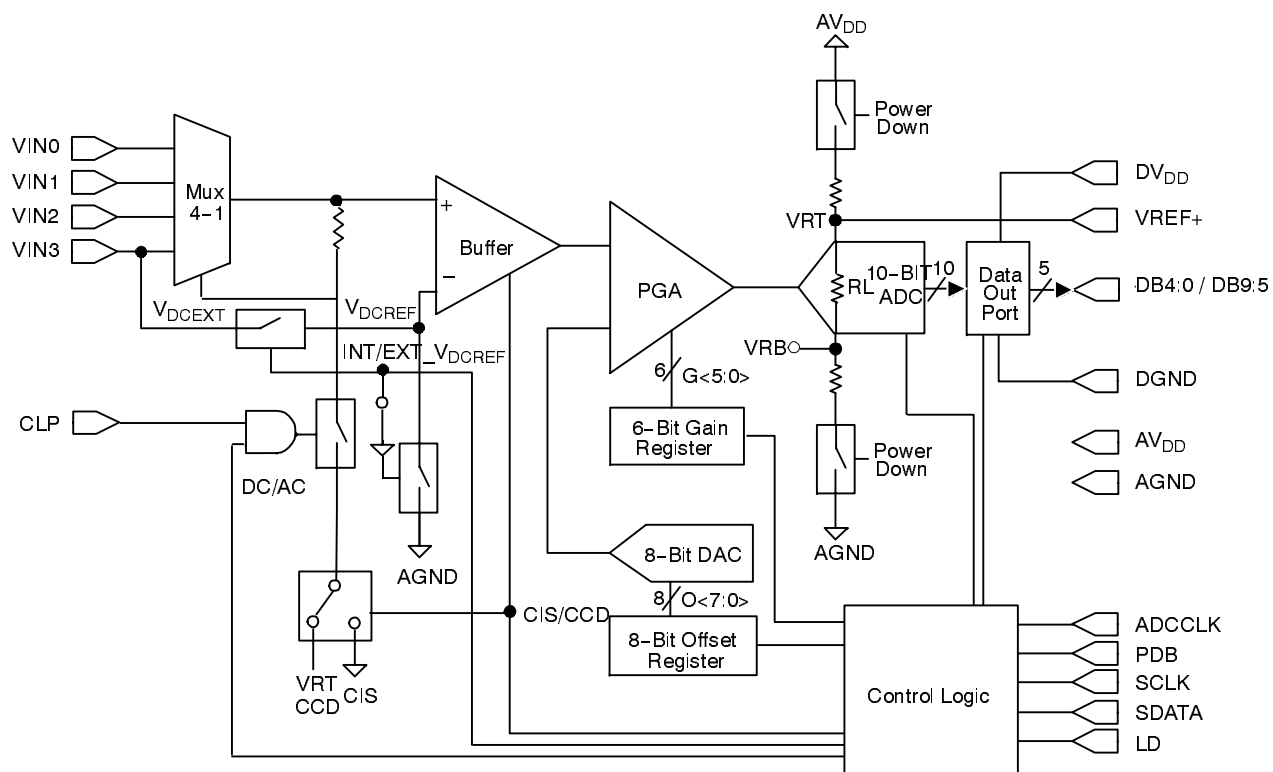 AVDD
Power
Down
VIN0
VIN1
VIN2
VIN3
Mux
4-1
+
Buffer
−
PGA
VRT
RL
10-BIT
ADC
10
Data
Out
Port
5
DVDD
VREF+
DB4:0 / DB9:5
DGND
AVDD
AGND
VDCEXT
VDCREF
INT/EXT_VDCREF
VRB
6
G<5:0>
6-Bit Gain
Register
Power
Down
AGND
CLP
DC/AC
AGND
8-Bit DAC
8
O<7:0>
8-Bit Offset
Register
CIS/CCD
VRT
CCD
CIS
Control Logic
ADCCLK
PDB
SCLK
SDATA
LD